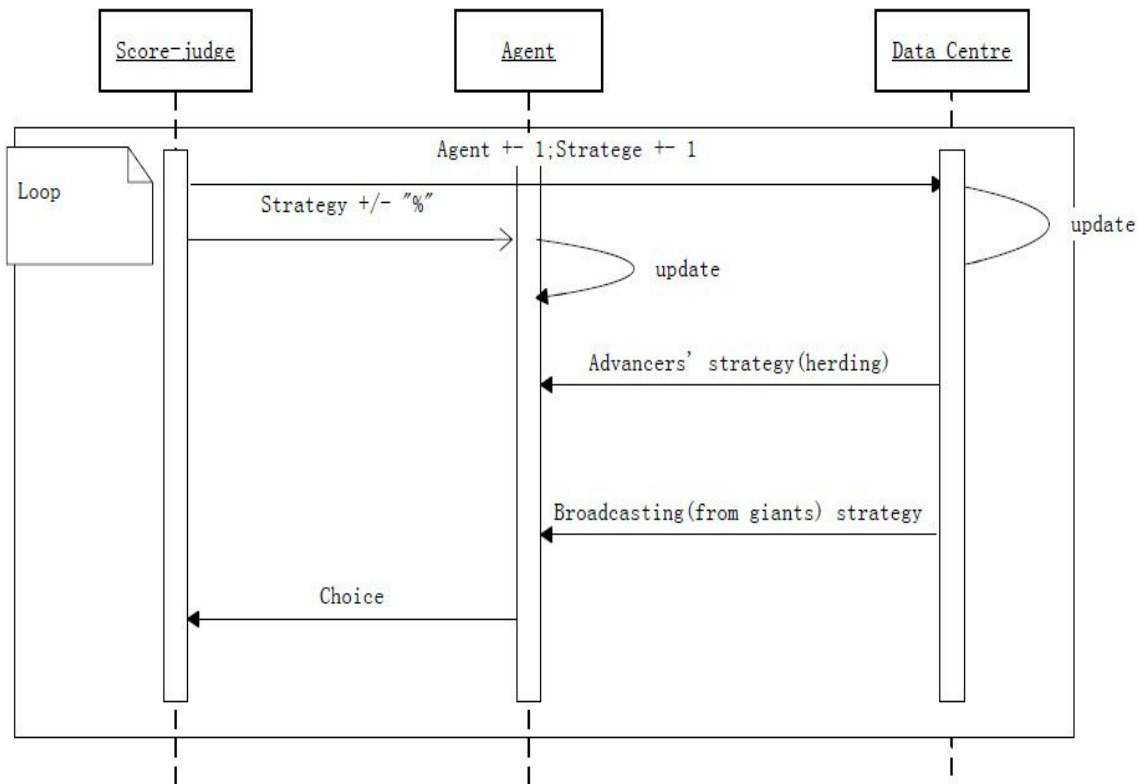 Score-judge
Agent
Data Centre
Agent +- 1;Stratege +- 1
Loop
Strategy +/- "%"
update
update
Advancers' strategy(herding)
Broadcasting(from giants) strategy
Choice